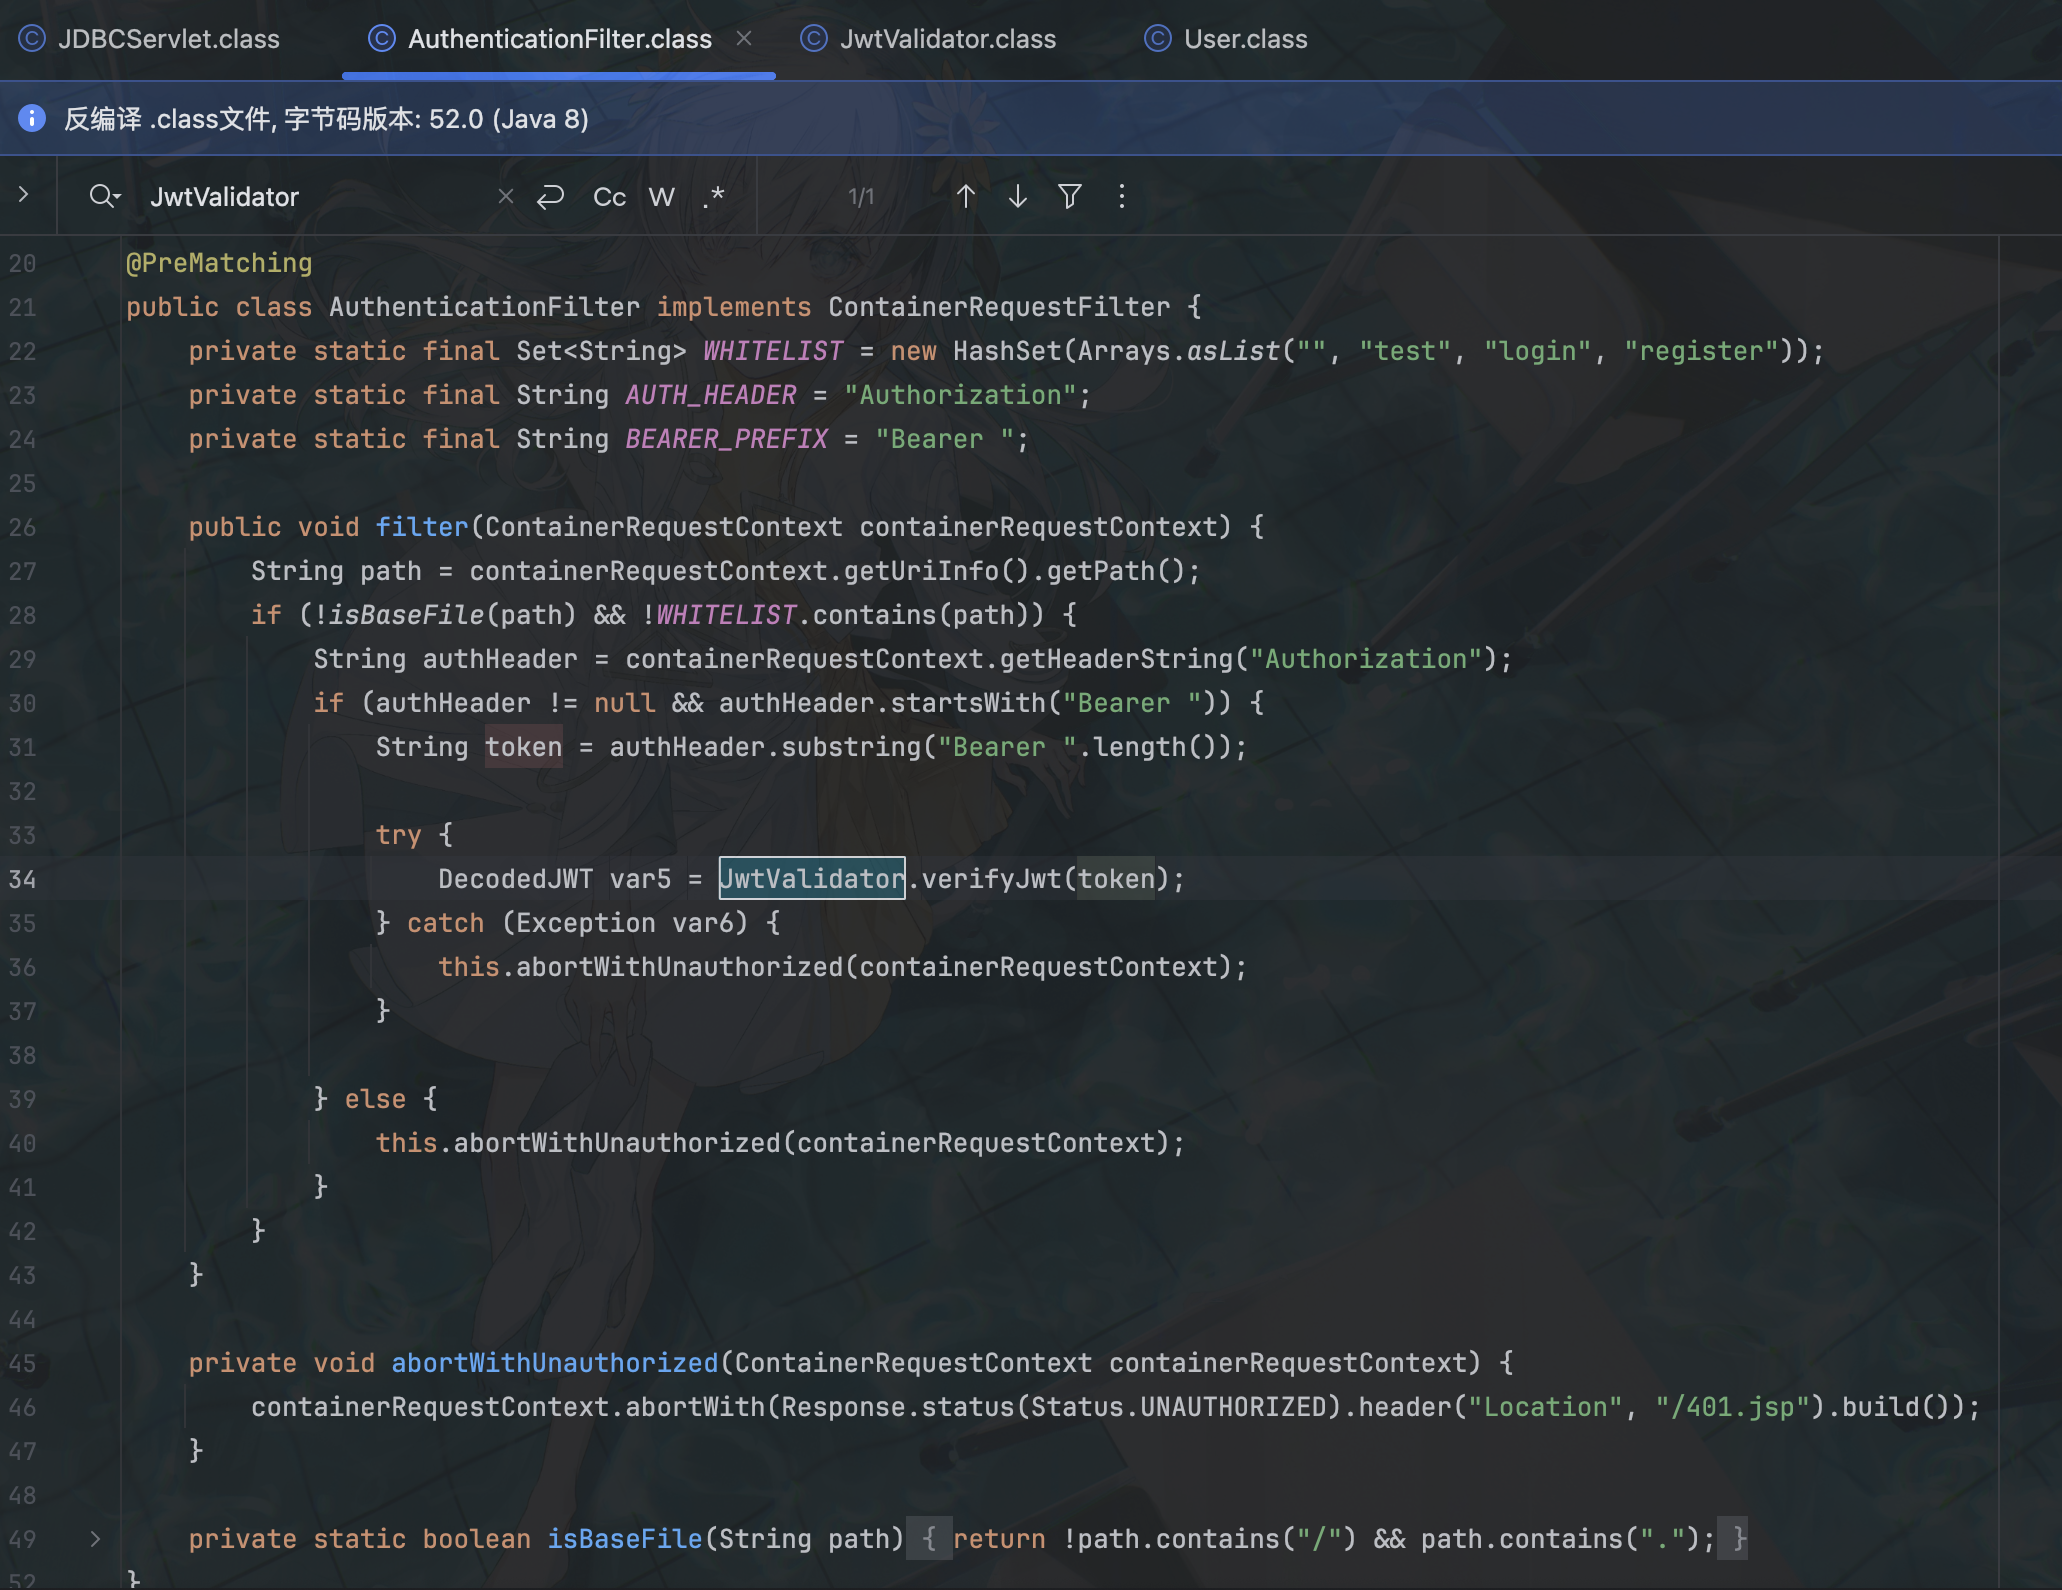 JDBCServlet.class AuthenticationFilter.class JwtValidator.class User.class
反编译 .class文件, 字节码版本: 52.0 (Java 8)
JwtValidator Cc W .* 1/1
20 @PreMatching
21 public class AuthenticationFilter implements ContainerRequestFilter {
22     private static final Set<String> WHITELIST = new HashSet(Arrays.asList("", "test", "login", "register"));
23     private static final String AUTH_HEADER = "Authorization";
24     private static final String BEARER_PREFIX = "Bearer ";
25
26     public void filter(ContainerRequestContext containerRequestContext) {
27         String path = containerRequestContext.getUriInfo().getPath();
28         if (!isBaseFile(path) && !WHITELIST.contains(path)) {
29             String authHeader = containerRequestContext.getHeaderString("Authorization");
30             if (authHeader != null && authHeader.startsWith("Bearer ")) {
31                 String token = authHeader.substring("Bearer ".length());
32
33                 try {
34                     DecodedJWT var5 = JwtValidator.verifyJwt(token);
35                 } catch (Exception var6) {
36                     this.abortWithUnauthorized(containerRequestContext);
37                 }
38
39             } else {
40                 this.abortWithUnauthorized(containerRequestContext);
41             }
42         }
43     }
44
45     private void abortWithUnauthorized(ContainerRequestContext containerRequestContext) {
46         containerRequestContext.abortWith(Response.status(Status.UNAUTHORIZED).header("Location", "/401.jsp").build());
47     }
48
49     private static boolean isBaseFile(String path) { return !path.contains("/") && path.contains("."); }
52 }